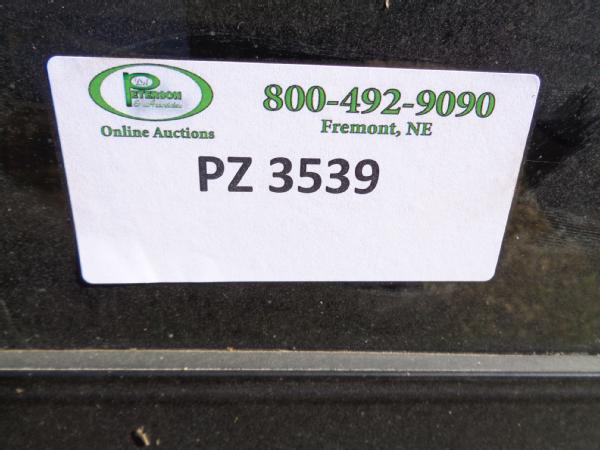 PETERSON
Online Auctions
800-492-9090
Fremont, NE
PZ 3539